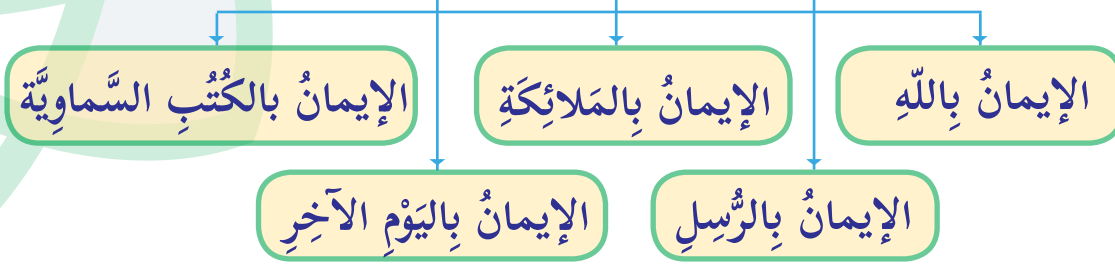 الإيمانُ بِاللّهِ
الإيمانُ بِالمَلائِكَةِ
الإيمانُ بالكُتُبِ السَّماوِيَّة
الإيمانُ بِالرُّسِلِ
الإيمانُ بِاليَوْمِ الآخِرِ